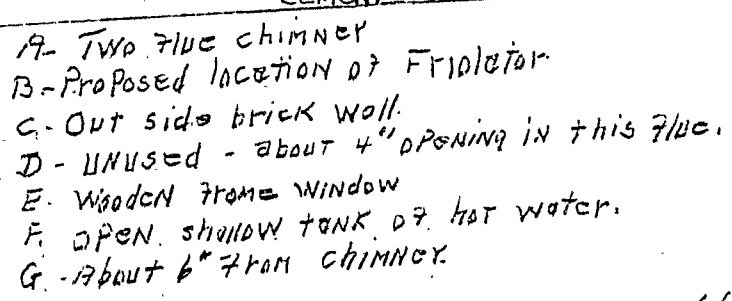 A- Two Flue chimney
B- Proposed location of Friolator
C- Out side brick wall.
D - UNused - about 4" opening in this flue.
E. Wooden frame window
F. open shallow tank of hot water.
G. -About 6" from chimney.